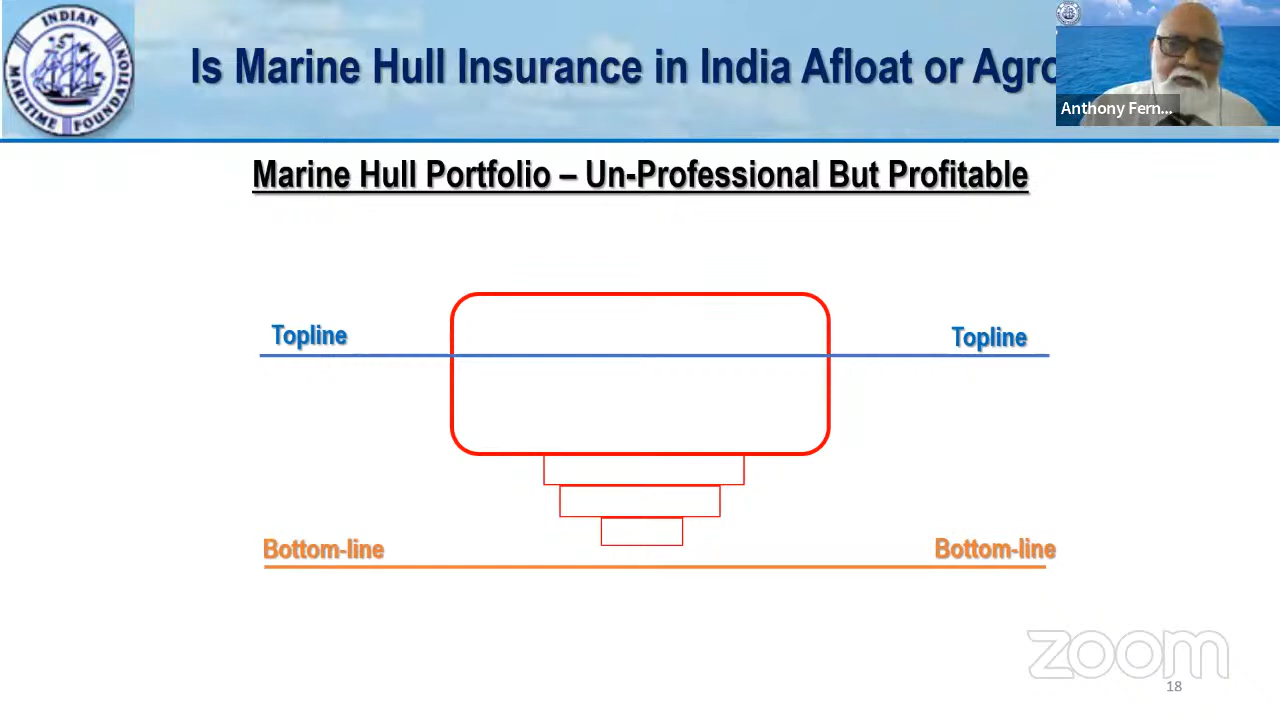 INDIAN
MARITIME FOUNDATION
Is Marine Hull Insurance in India Afloat or Agro
Anthony Fern...
Marine Hull Portfolio – Un-Professional But Profitable
Topline
Topline
Bottom-line
Bottom-line
zoom
18